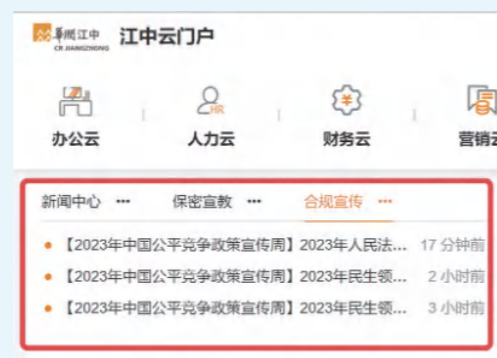 華潤江中 江中云门户
CR JIANGZHONG
HR
办公云 人力云 财务云 营销云
新闻中心 ••• 保密宣教 ••• 合规宣传 •••
• 【2023年中国公平竞争政策宣传周】2023年人民法... 17 分钟前
• 【2023年中国公平竞争政策宣传周】2023年民生领... 2 小时前
• 【2023年中国公平竞争政策宣传周】2023年民生领... 3 小时前